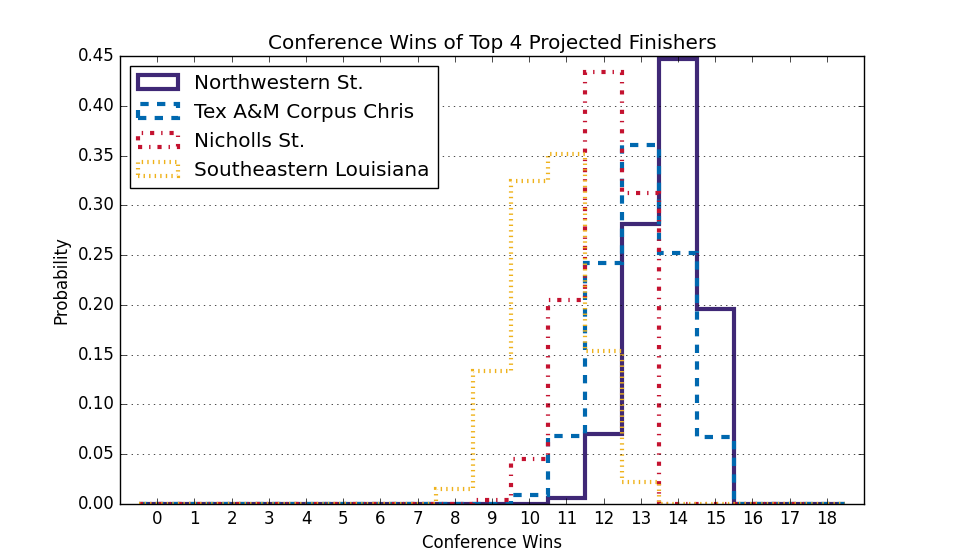 Conference Wins of Top 4 Projected Finishers
Northwestern St.
Tex A&M Corpus Chris
Nicholls St.
Southeastern Louisiana
0.45
0.40
0.35
0.30
0.25
0.20
0.15
0.10
0.05
0.00
Probability
0 1 2 3 4 5 6 7 8 9 10 11 12 13 14 15 16 17 18
Conference Wins